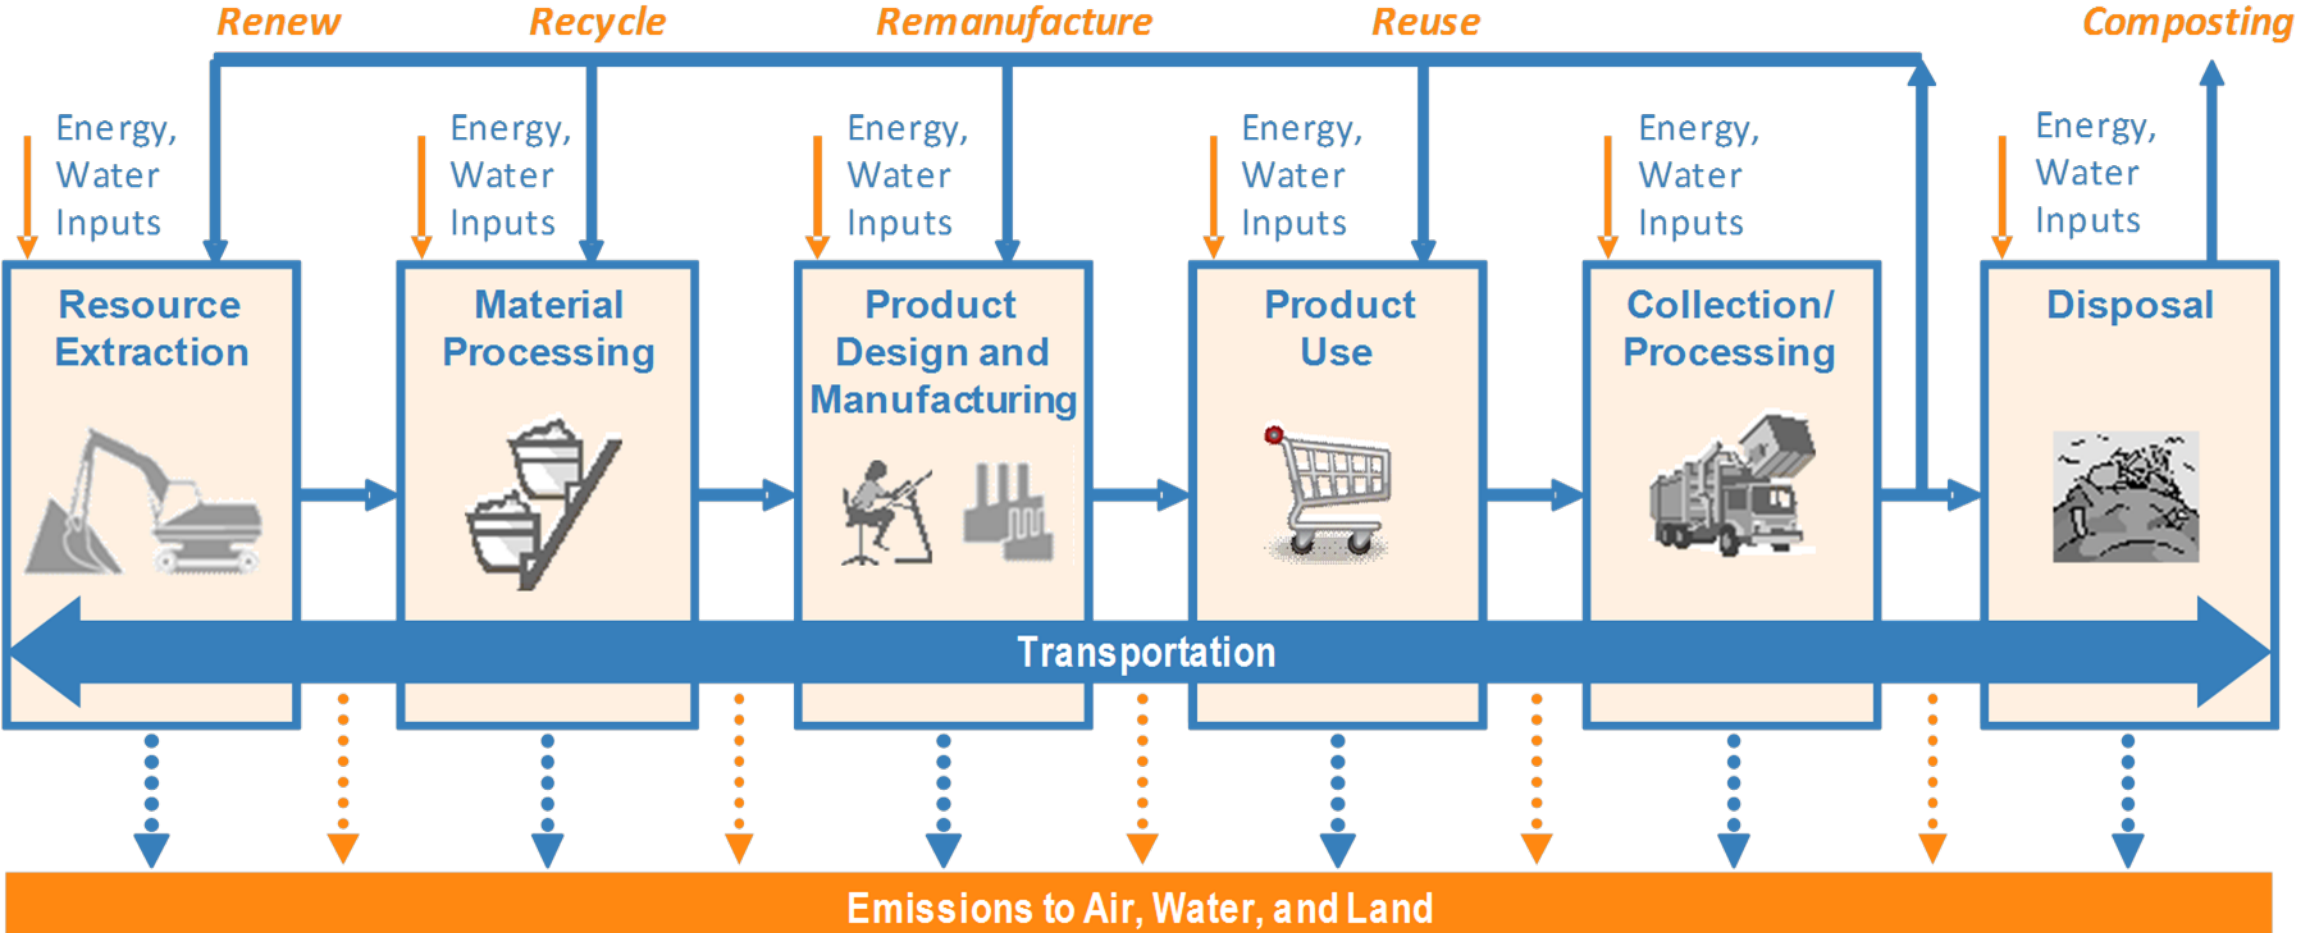 Renew
Recycle
Remanufacture
Reuse
Composting
Energy,
Water
Inputs
Energy,
Water
Inputs
Energy,
Water
Inputs
Energy,
Water
Inputs
Energy,
Water
Inputs
Energy,
Water
Inputs
Resource
Extraction
Material
Processing
Product
Design and
Manufacturing
Product
Use
Collection/
Processing
Disposal
Transportation
Emissions to Air, Water, and Land